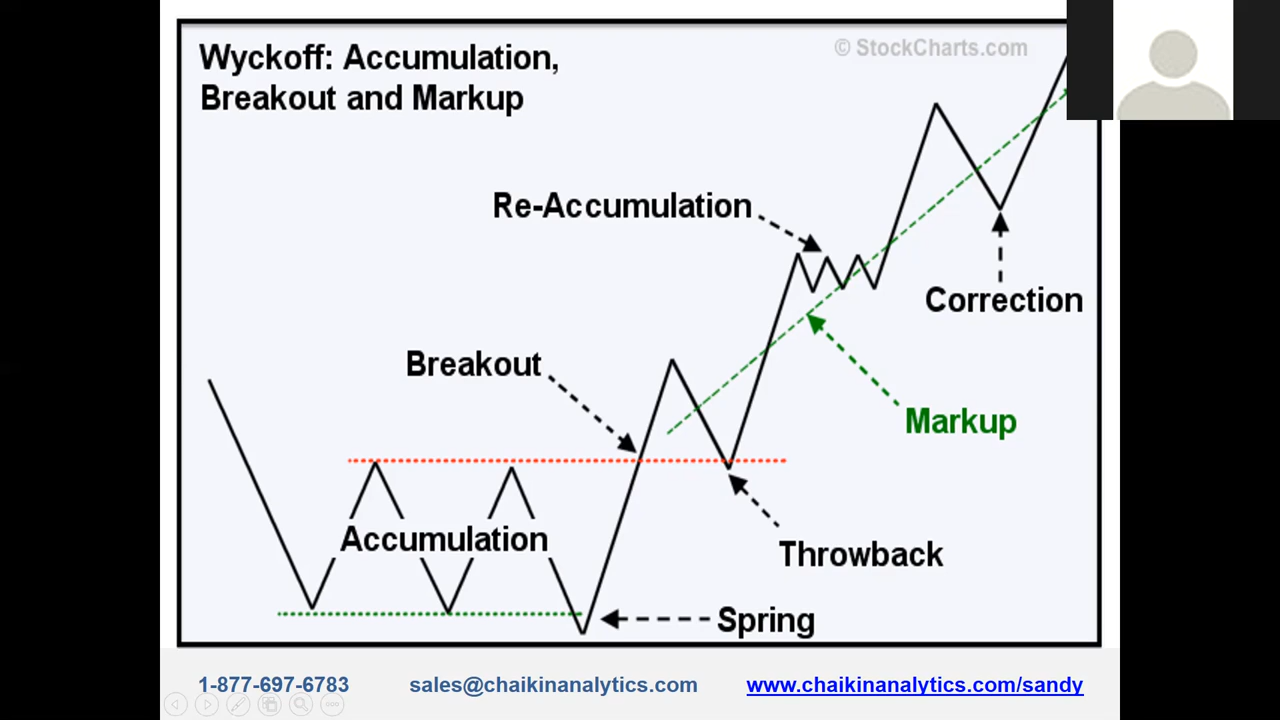 Wyckoff: Accumulation,
Breakout and Markup
© StockCharts.com
Re-Accumulation
Correction
Breakout
Markup
Accumulation
Throwback
Spring
1-877-697-6783
sales@chaikinanalytics.com
www.chaikinanalytics.com/sandy